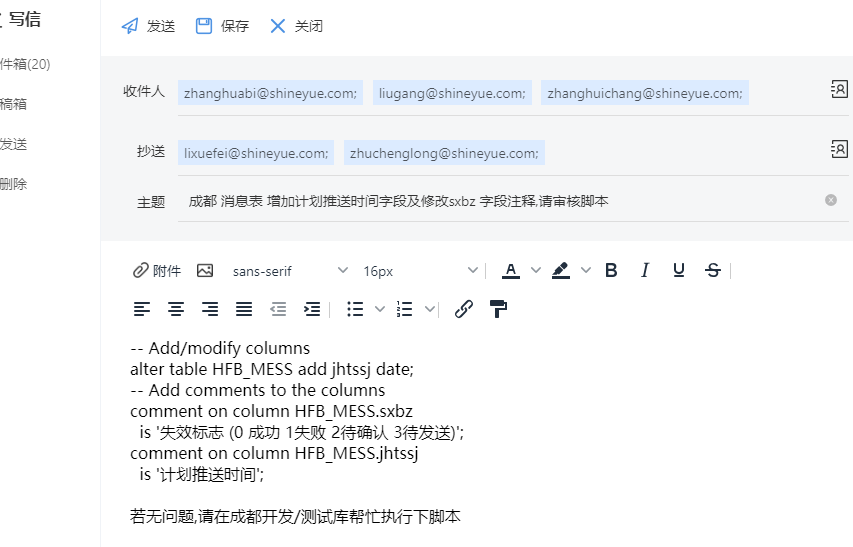 写信
件箱(20)
稿箱
发送
删除
发送 保存 关闭
收件人 zhanghuabi@shineyue.com; liugang@shineyue.com; zhanghuichang@shineyue.com;
抄送 lixuefei@shineyue.com; zhuchenglong@shineyue.com;
主题 成都 消息表 增加计划推送时间字段及修改sxbz 字段注释,请审核脚本
附件 sans-serif 16px A B I U S
-- Add/modify columns
alter table HFB_MESS add jhtssj date;
-- Add comments to the columns
comment on column HFB_MESS.sxbz
is '失效标志 (0 成功 1失败 2待确认 3待发送)';
comment on column HFB_MESS.jhtssj
is '计划推送时间';
若无问题,请在成都开发/测试库帮忙执行下脚本